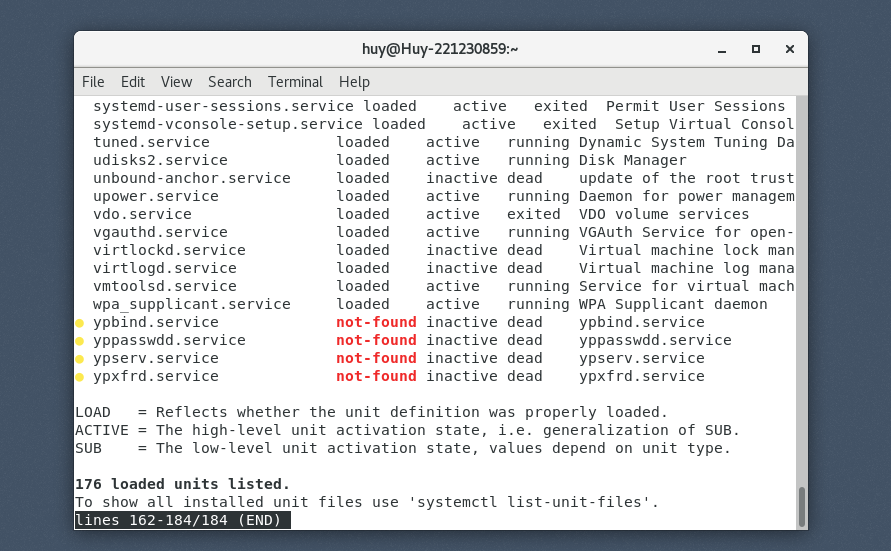 huy@Huy-221230859:~
File Edit View Search Terminal Help
systemd-user-sessions.service loaded    active   exited  Permit User Sessions
systemd-vconsole-setup.service loaded    active   exited  Setup Virtual Consol
tuned.service              loaded    active   running Dynamic System Tuning Da
udisks2.service            loaded    active   running Disk Manager
unbound-anchor.service     loaded    inactive dead    update of the root trust
upower.service             loaded    active   running Daemon for power managem
vdo.service                loaded    active   exited  VDO volume services
vgauthd.service            loaded    active   running VGAuth Service for open-
virtlockd.service          loaded    inactive dead    Virtual machine lock man
virtlogd.service           loaded    inactive dead    Virtual machine log mana
vmtoolsd.service           loaded    active   running Service for virtual mach
wpa_supplicant.service     loaded    active   running WPA Supplicant daemon
● ypbind.service             not-found inactive dead    ypbind.service
● yppasswdd.service          not-found inactive dead    yppasswdd.service
● ypserv.service             not-found inactive dead    ypserv.service
● ypxfrd.service             not-found inactive dead    ypxfrd.service
LOAD   = Reflects whether the unit definition was properly loaded.
ACTIVE = The high-level unit activation state, i.e. generalization of SUB.
SUB    = The low-level unit activation state, values depend on unit type.
176 loaded units listed.
To show all installed unit files use 'systemctl list-unit-files'.
lines 162-184/184 (END)